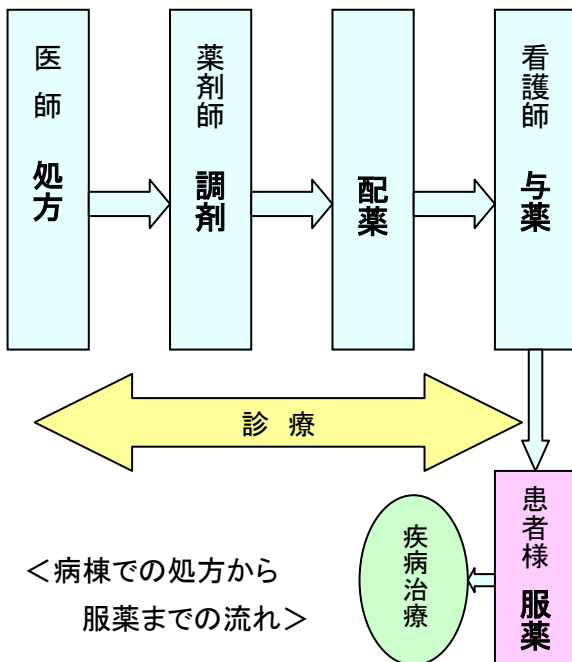 医師 処方
薬剤師 調剤
配薬
看護師 与薬
診療
患者様 服薬
疾病治療
＜病棟での処方から
服薬までの流れ＞